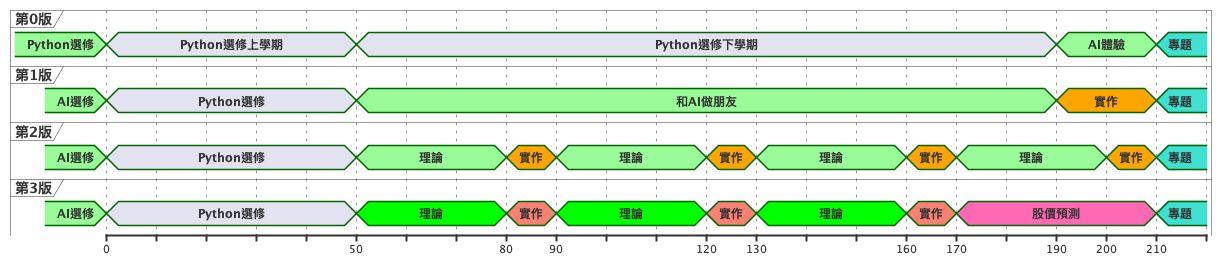 第0版
Python選修 Python選修上學期 Python選修下學期 AI體驗 專題
第1版
AI選修 Python選修 和AI做朋友 實作 專題
第2版
AI選修 Python選修 理論 實作 理論 實作 理論 實作 理論 實作 專題
第3版
AI選修 Python選修 理論 實作 理論 實作 理論 實作 股價預測 專題
0 50 80 90 120 130 160 170 190 200 210